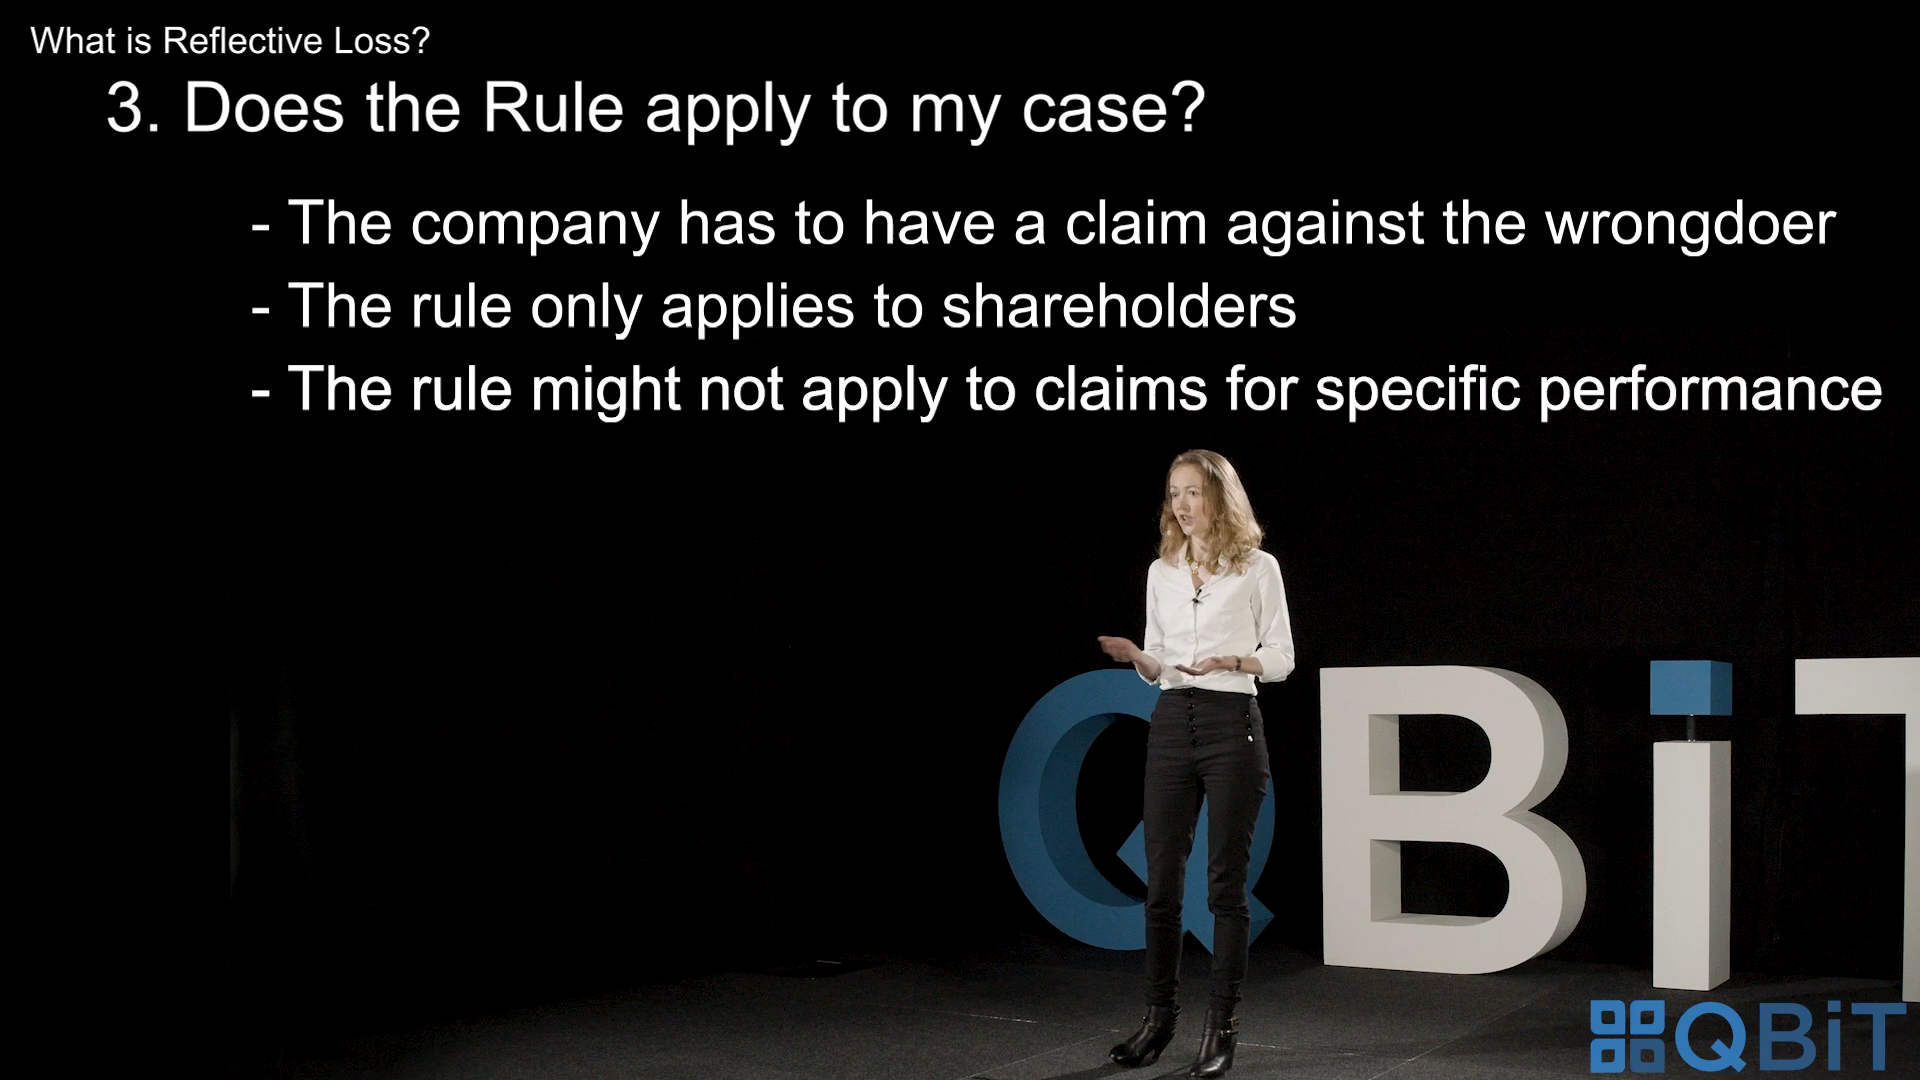 What is Reflective Loss?
3. Does the Rule apply to my case?
- The company has to have a claim against the wrongdoer
- The rule only applies to shareholders
- The rule might not apply to claims for specific performance
QBiT
QBiT